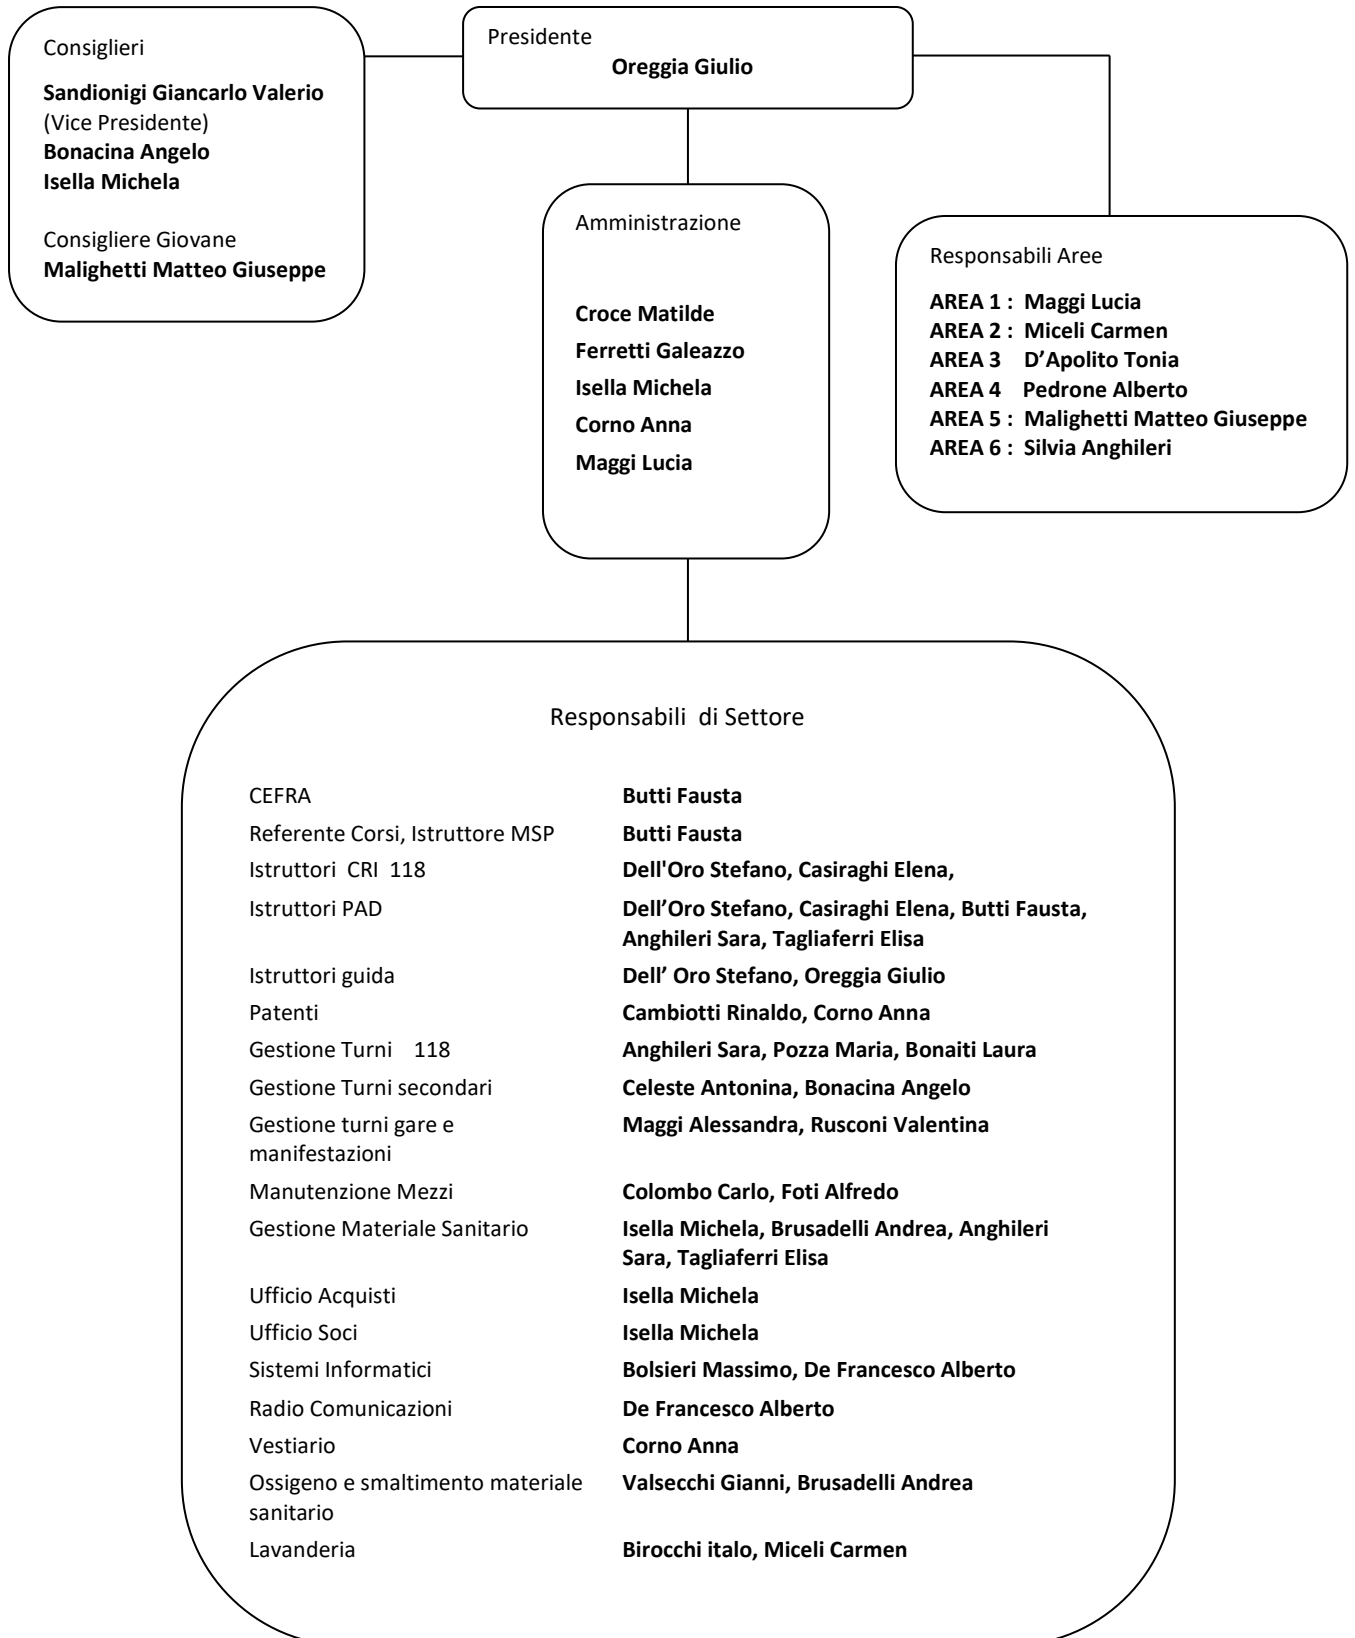 Consiglieri
Sandionigi Giancarlo Valerio
(Vice Presidente)
Bonacina Angelo
Isella Michela
Consigliere Giovane
Malighetti Matteo Giuseppe
Presidente
Oreggia Giulio
Amministrazione
Croce Matilde
Ferretti Galeazzo
Isella Michela
Corno Anna
Maggi Lucia
Responsabili Aree
AREA 1 : Maggi Lucia
AREA 2 : Miceli Carmen
AREA 3 D’Apolito Tonia
AREA 4 Pedrone Alberto
AREA 5 : Malighetti Matteo Giuseppe
AREA 6 : Silvia Anghileri
Responsabili di Settore
CEFRA Butti Fausta
Referente Corsi, Istruttore MSP Butti Fausta
Istruttori CRI 118 Dell'Oro Stefano, Casiraghi Elena,
Istruttori PAD Dell’Oro Stefano, Casiraghi Elena, Butti Fausta,
Anghileri Sara, Tagliaferri Elisa
Istruttori guida Dell’ Oro Stefano, Oreggia Giulio
Patenti Cambiotti Rinaldo, Corno Anna
Gestione Turni 118 Anghileri Sara, Pozza Maria, Bonaiti Laura
Gestione Turni secondari Celeste Antonina, Bonacina Angelo
Gestione turni gare e Maggi Alessandra, Rusconi Valentina
manifestazioni
Manutenzione Mezzi Colombo Carlo, Foti Alfredo
Gestione Materiale Sanitario Isella Michela, Brusadelli Andrea, Anghileri
Sara, Tagliaferri Elisa
Ufficio Acquisti Isella Michela
Ufficio Soci Isella Michela
Sistemi Informatici Bolsieri Massimo, De Francesco Alberto
Radio Comunicazioni De Francesco Alberto
Vestiario Corno Anna
Ossigeno e smaltimento materiale Valsecchi Gianni, Brusadelli Andrea
sanitario
Lavanderia Birocchi italo, Miceli Carmen